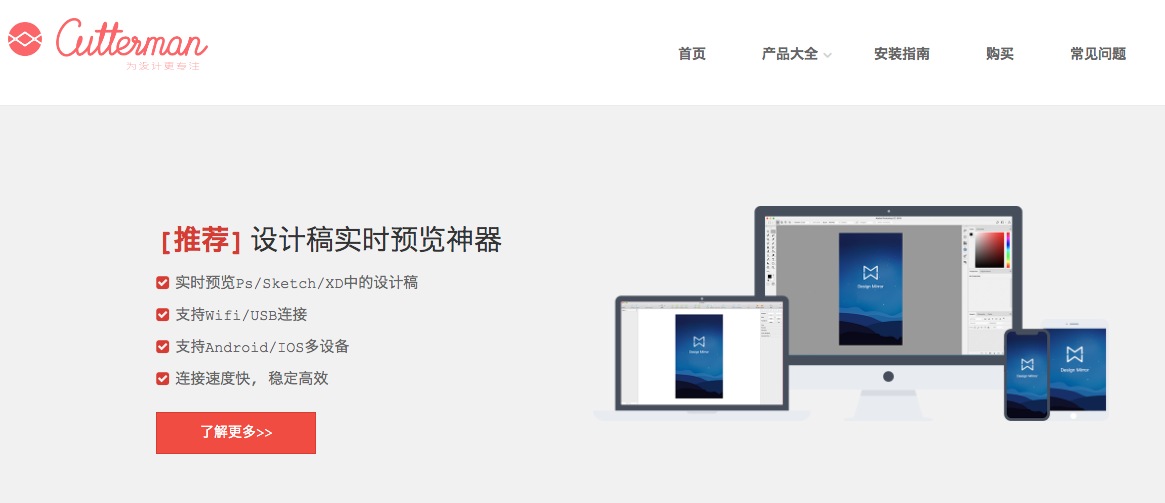 Cutterman
为设计更专注
首页 产品大全 安装指南 购买 常见问题
[推荐] 设计稿实时预览神器
实时预览Ps/Sketch/XD中的设计稿
支持Wifi/USB连接
支持Android/IOS多设备
连接速度快, 稳定高效
了解更多>>
Design Mirror
Design Mirror
Design Mirror
Design Mirror